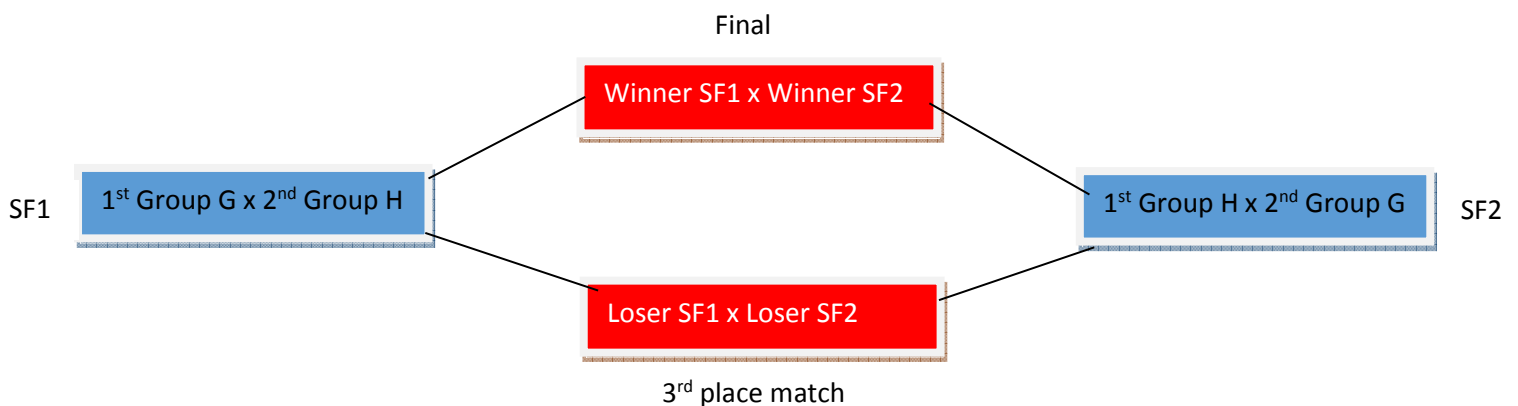 Final
Winner SF1 x Winner SF2
SF1
1st Group G x 2nd Group H
1st Group H x 2nd Group G
SF2
Loser SF1 x Loser SF2
3rd place match